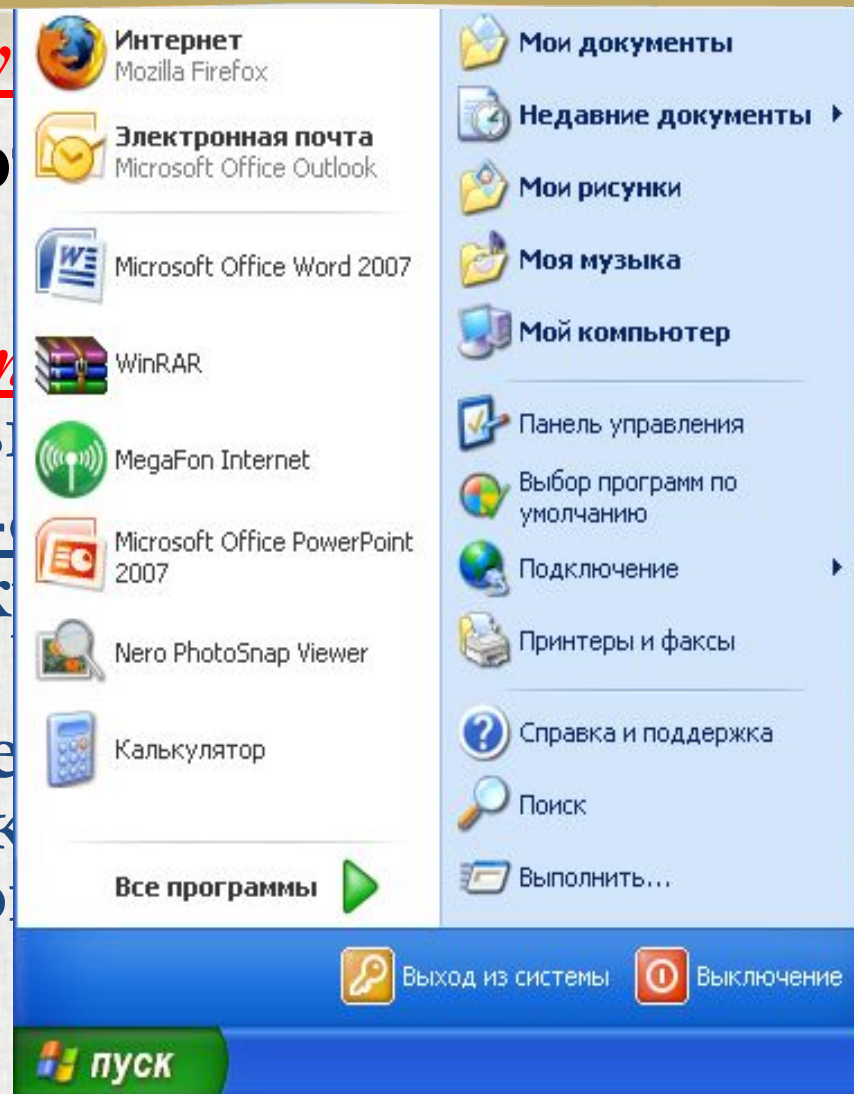 Интернет
Mozilla Firefox
Электронная почта
Microsoft Office Outlook
Microsoft Office Word 2007
WinRAR
MegaFon Internet
Microsoft Office PowerPoint
2007
Nero PhotoSnap Viewer
Калькулятор
Все программы
Мои документы
Недавние документы
Мои рисунки
Моя музыка
Мой компьютер
Панель управления
Выбор программ по
умолчанию
Подключение
Принтеры и факсы
Справка и поддержка
Поиск
Выполнить...
Выход из системы
Выключение
пуск